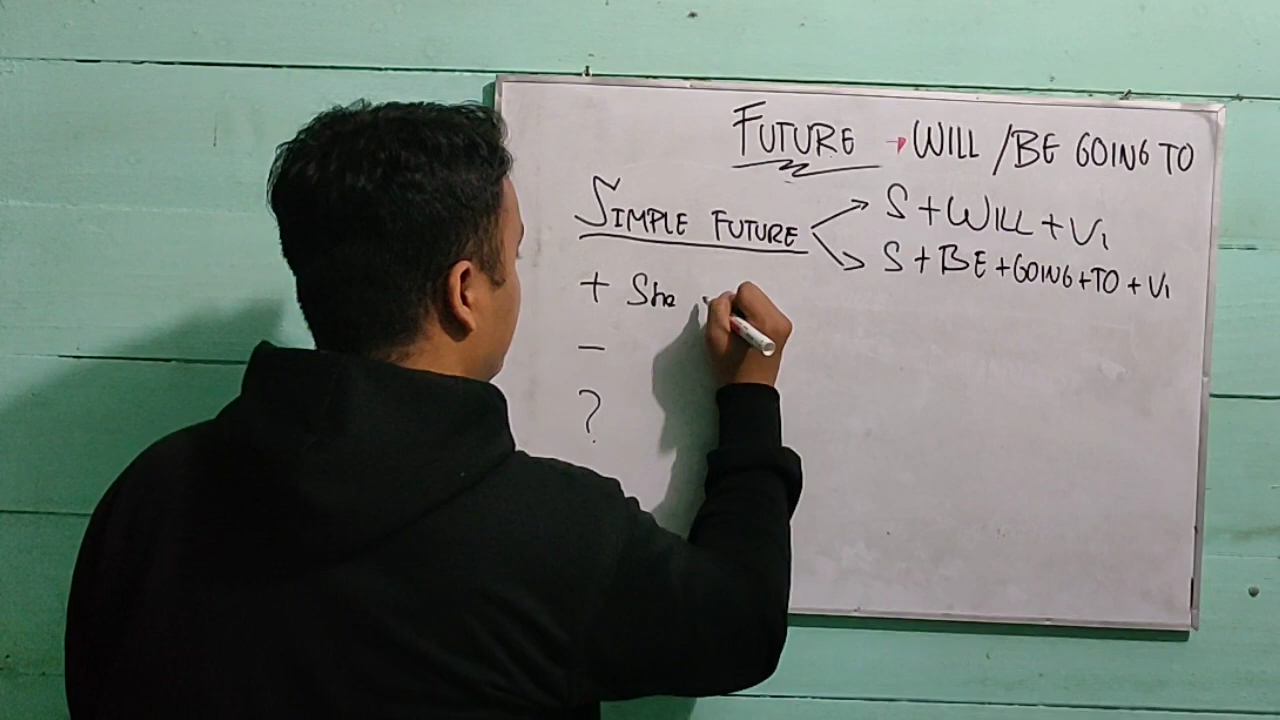 FUTURE → WILL / BE GOING TO
SIMPLE FUTURE
S + WILL + V1
S + BE + GOING + TO + V1
+ She
-
?